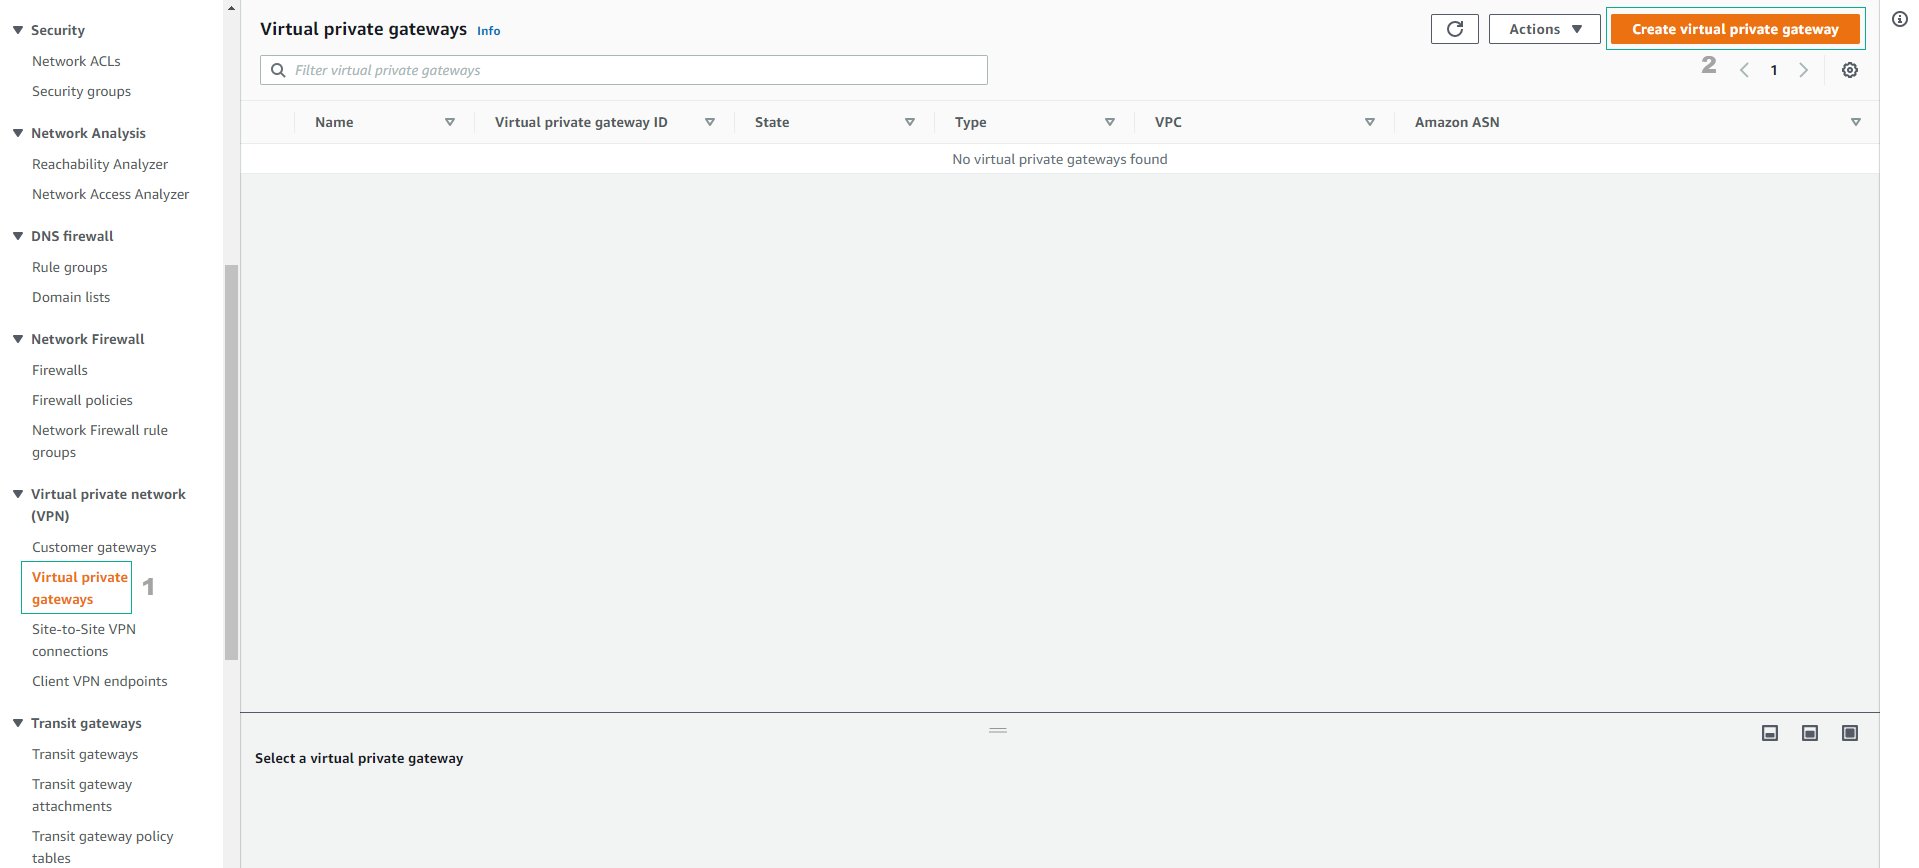 Security
Network ACLs
Security groups
Network Analysis
Reachability Analyzer
Network Access Analyzer
DNS firewall
Rule groups
Domain lists
Network Firewall
Firewalls
Firewall policies
Network Firewall rule
groups
Virtual private network
(VPN)
Customer gateways
Virtual private
gateways
1
Site-to-Site VPN
connections
Client VPN endpoints
Transit gateways
Transit gateways
Transit gateway
attachments
Transit gateway policy
tables
Virtual private gateways Info
Actions
Create virtual private gateway
Filter virtual private gateways
2
1
Name Virtual private gateway ID State Type VPC Amazon ASN
No virtual private gateways found
Select a virtual private gateway